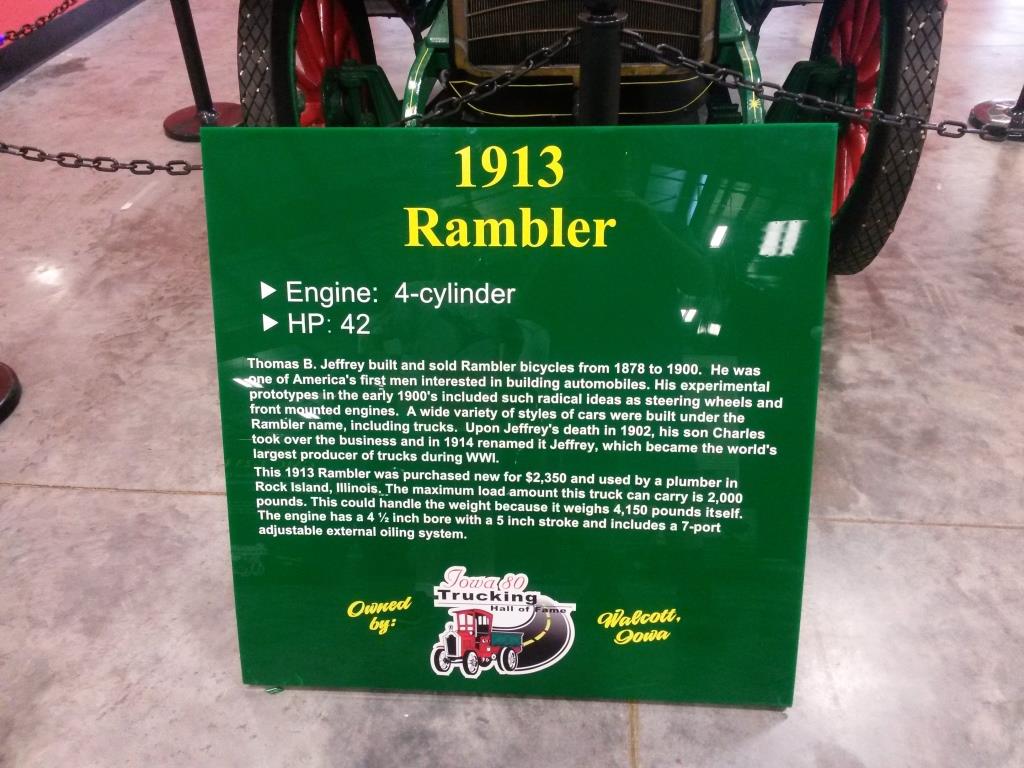 1913
Rambler
▶ Engine: 4-cylinder
▶ HP: 42
Thomas B. Jeffrey built and sold Rambler bicycles from 1878 to 1900. He was
one of America's first men interested in building automobiles. His experimental
prototypes in the early 1900's included such radical ideas as steering wheels and
front mounted engines. A wide variety of styles of cars were built under the
Rambler name, including trucks. Upon Jeffrey's death in 1902, his son Charles
took over the business and in 1914 renamed it Jeffrey, which became the world's
largest producer of trucks during WWI.
This 1913 Rambler was purchased new for $2,350 and used by a plumber in
Rock Island, Illinois. The maximum load amount this truck can carry is 2,000
pounds. This could handle the weight because it weighs 4,150 pounds itself.
The engine has a 4 ½ inch bore with a 5 inch stroke and includes a 7-port
adjustable external oiling system.
Owned
by:
Iowa 80
Trucking
Hall of Fame
Walcott,
Iowa